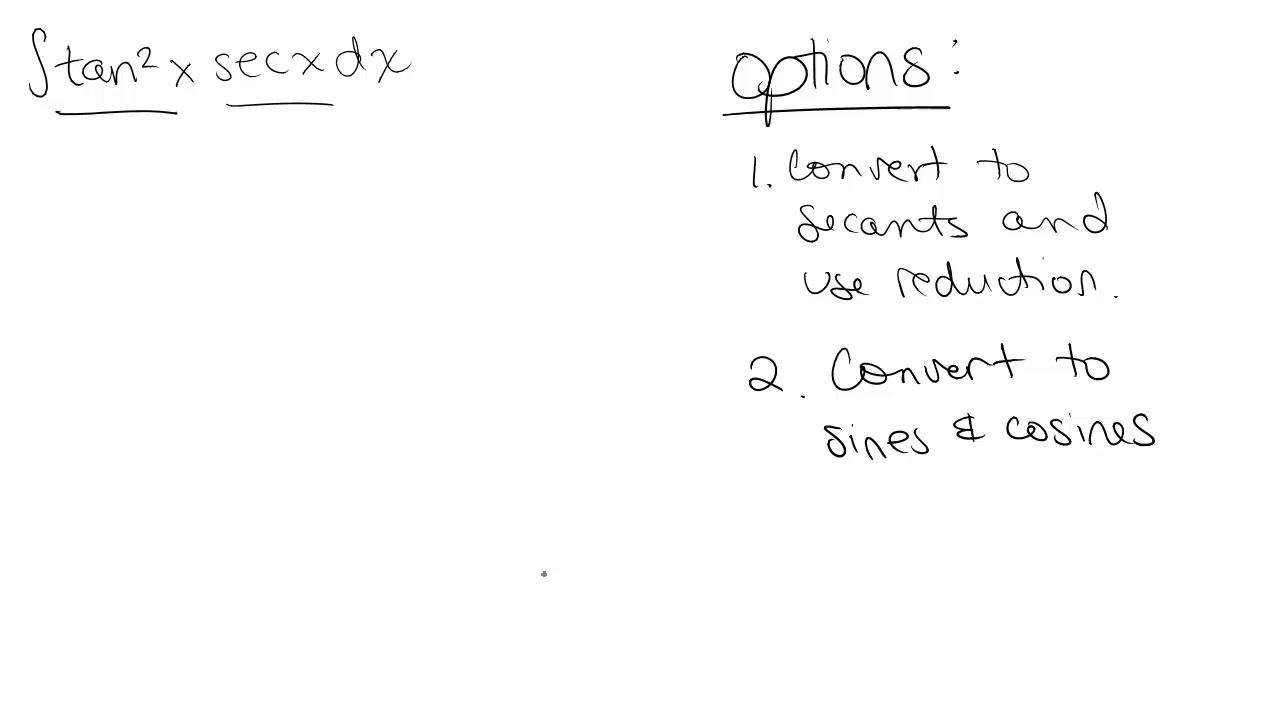 ∫tan²x secx dx
options:
1. Convert to
secants and
use reduction.
2. Convert to
sines & cosines